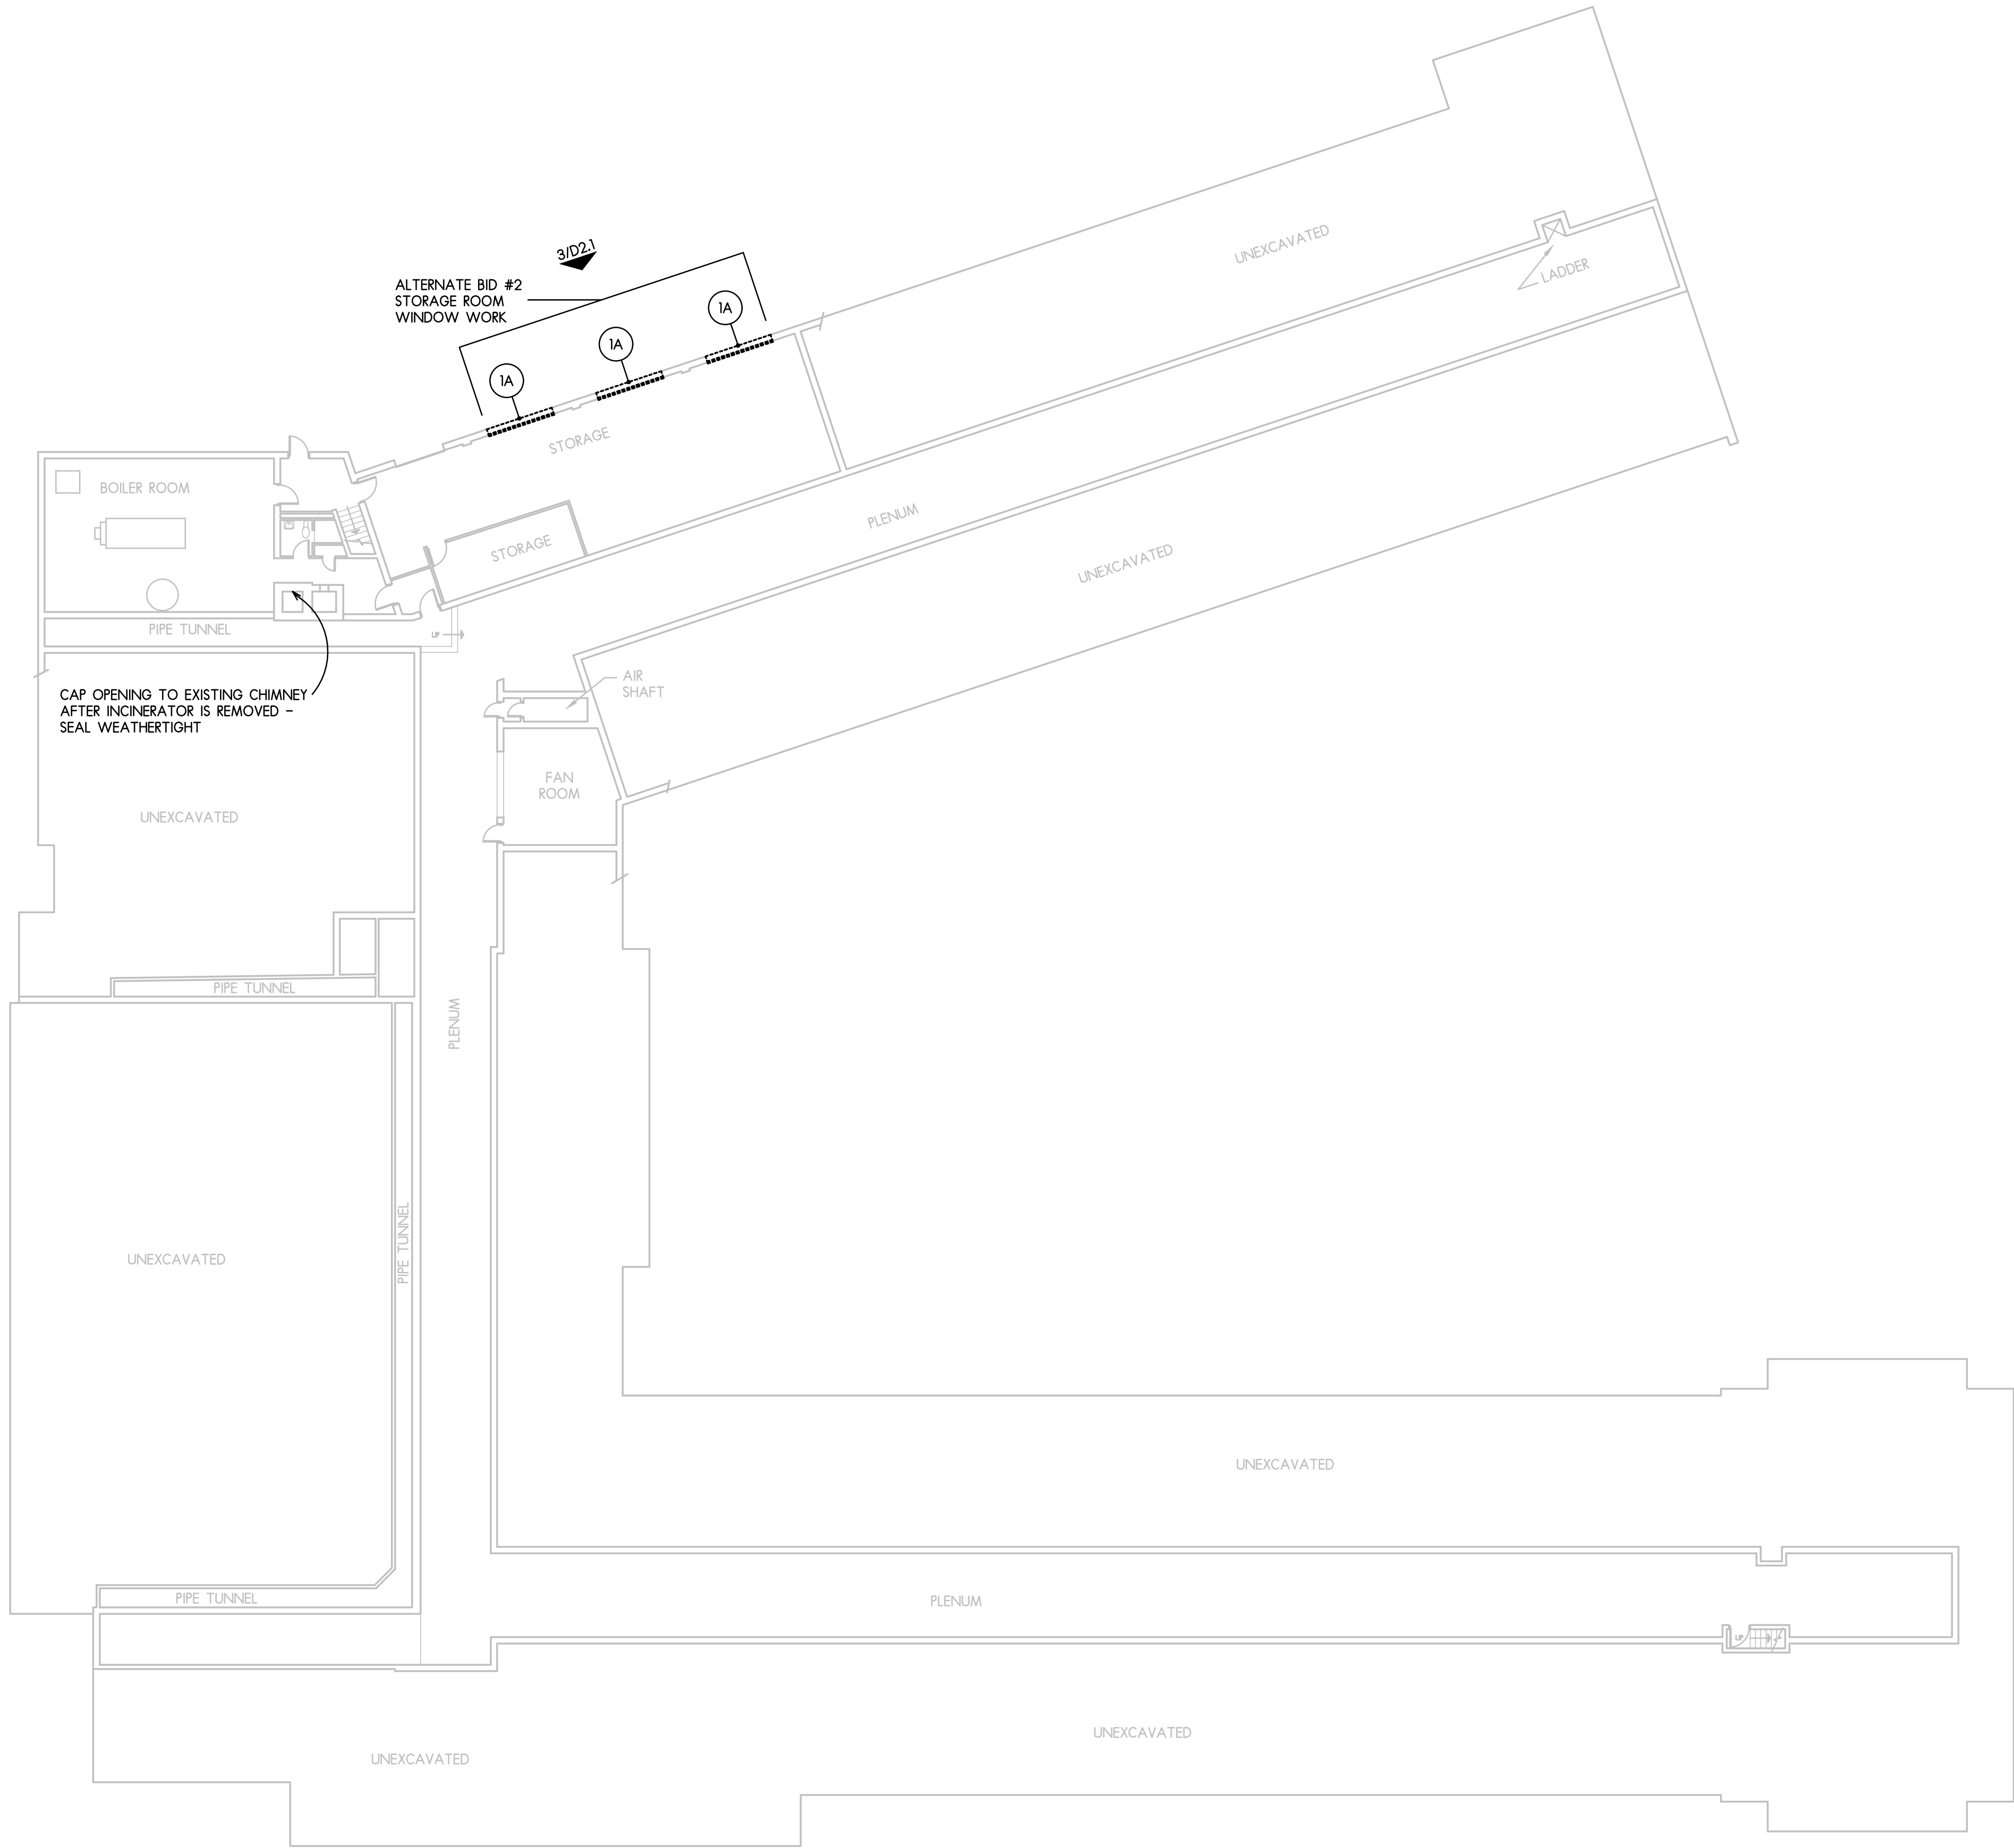 UNEXCAVATED
LADDER
3/D2.1
ALTERNATE BID #2
STORAGE ROOM
WINDOW WORK
1A
1A
1A
STORAGE
BOILER ROOM
PLENUM
STORAGE
UNEXCAVATED
PIPE TUNNEL
UP
AIR
SHAFT
CAP OPENING TO EXISTING CHIMNEY
AFTER INCINERATOR IS REMOVED -
SEAL WEATHERTIGHT
FAN
ROOM
UNEXCAVATED
PIPE TUNNEL
PLENUM
PIPE TUNNEL
UNEXCAVATED
UNEXCAVATED
PIPE TUNNEL
PLENUM
UP
UNEXCAVATED
UNEXCAVATED